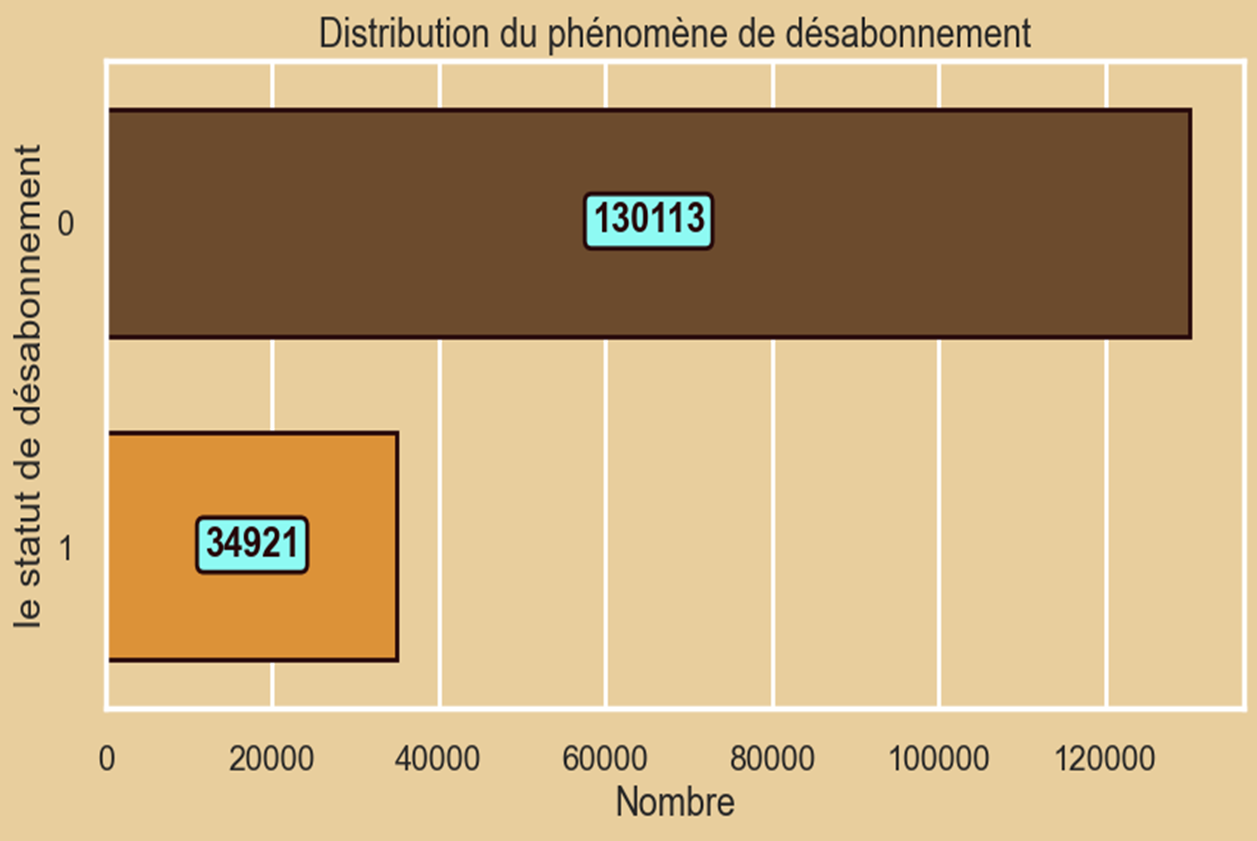 Distribution du phénomène de désabonnement
le statut de désabonnement
0
130113
1
34921
0 20000 40000 60000 80000 100000 120000
Nombre